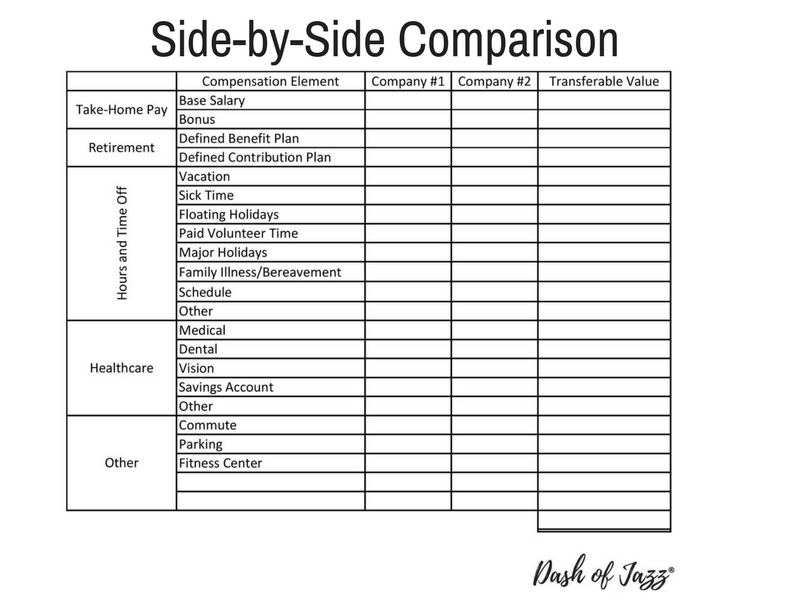 Side-by-Side Comparison
Compensation Element Company #1 Company #2 Transferable Value
Take-Home Pay
Base Salary
Bonus
Retirement
Defined Benefit Plan
Defined Contribution Plan
Hours and Time Off
Vacation
Sick Time
Floating Holidays
Paid Volunteer Time
Major Holidays
Family Illness/Bereavement
Schedule
Other
Healthcare
Medical
Dental
Vision
Savings Account
Other
Other
Commute
Parking
Fitness Center
Dash of Jazz®